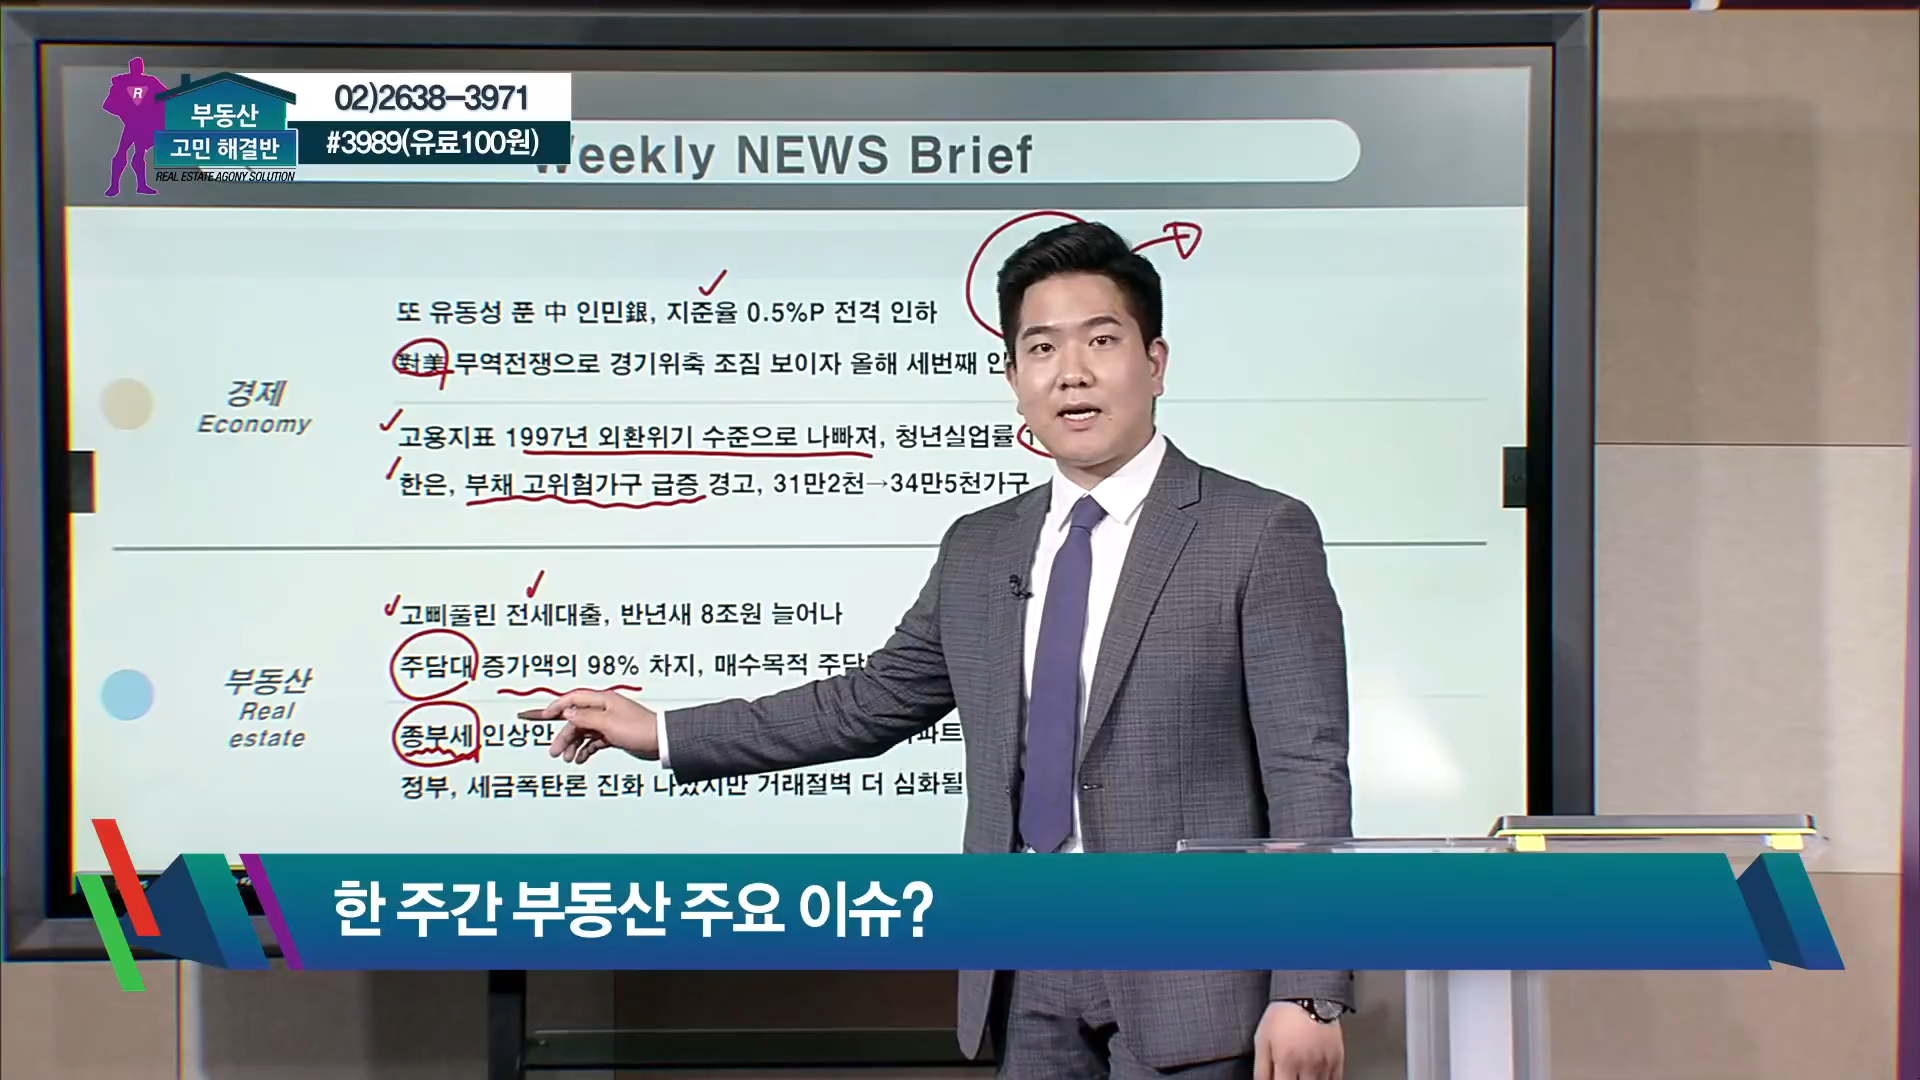 R
부동산
고민 해결반
REAL ESTATE AGONY SOLUTION
02)2638-3971
#3989(유료100원)
Weekly NEWS Brief
경제
Economy
또 유동성 푼 中 인민銀, 지준율 0.5%P 전격 인하
對美 무역전쟁으로 경기위축 조짐 보이자 올해 세번째
고용지표 1997년 외환위기 수준으로 나빠져, 청년실업률
한은, 부채 고위험가구 급증 경고, 31만2천→34만5천가구
부동산
Real
estate
고삐풀린 전세대출, 반년새 8조원 늘어나
주담대 증가액의 98% 차지, 매수목적
종부세 인상안
정부, 세금폭탄론 진화 나섰지만 거래절벽 더 심화될
한 주간 부동산 주요 이슈?